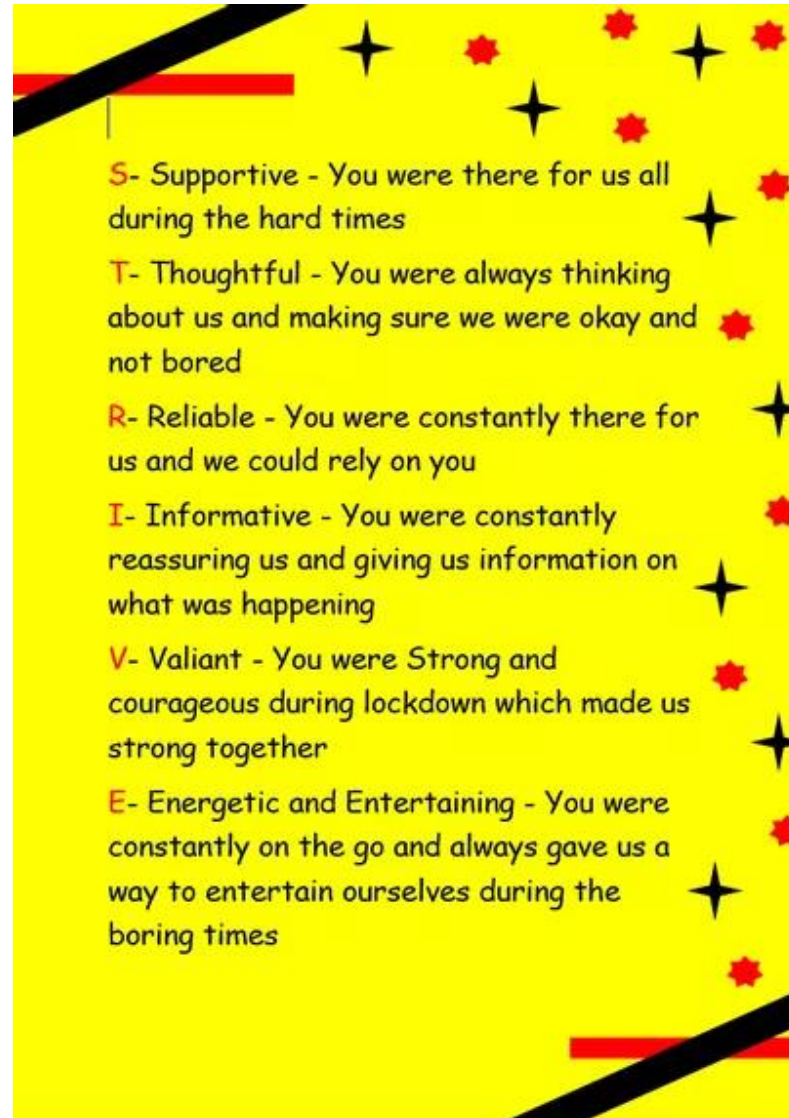 S- Supportive - You were there for us all
during the hard times
T- Thoughtful - You were always thinking
about us and making sure we were okay and
not bored
R- Reliable - You were constantly there for
us and we could rely on you
I- Informative - You were constantly
reassuring us and giving us information on
what was happening
V- Valiant - You were Strong and
courageous during lockdown which made us
strong together
E- Energetic and Entertaining - You were
constantly on the go and always gave us a
way to entertain ourselves during the
boring times